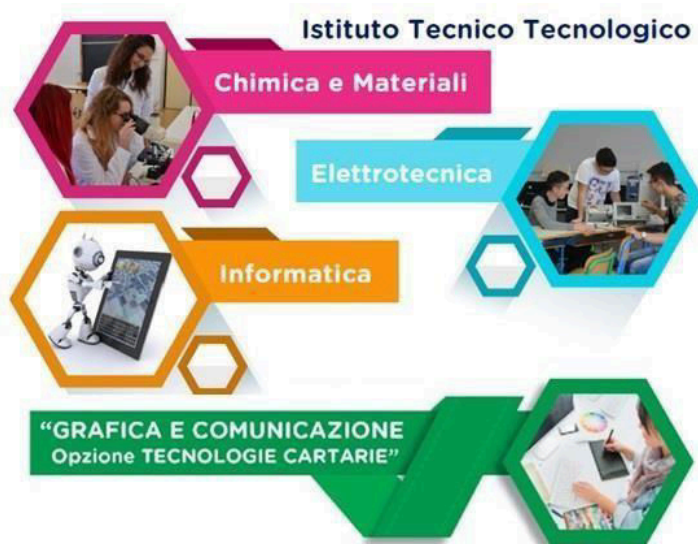 Istituto Tecnico Tecnologico
Chimica e Materiali
Elettrotecnica
Informatica
“GRAFICA E COMUNICAZIONE
Opzione TECNOLOGIE CARTARIE”